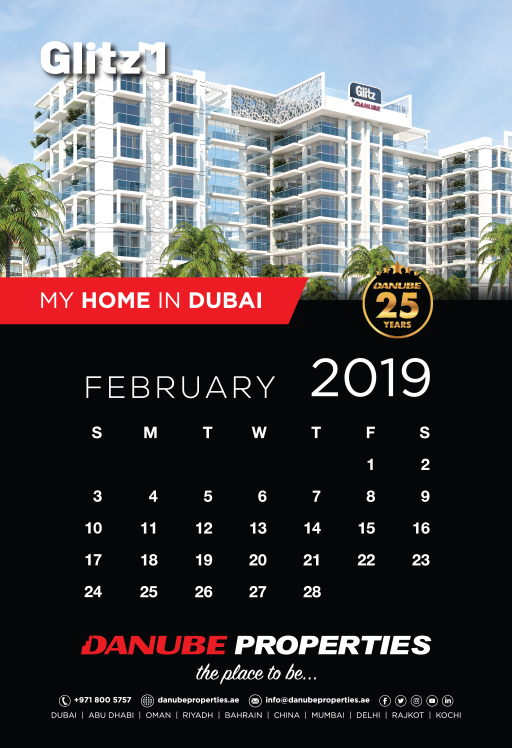 Glitz 1
Glitz
by DANUBE
MY HOME IN DUBAI
DANUBE
25
YEARS
FEBRUARY 2019
S M T W T F S
1 2
3 4 5 6 7 8 9
10 11 12 13 14 15 16
17 18 19 20 21 22 23
24 25 26 27 28
DANUBE PROPERTIES
the place to be...
+971 800 5757 danubeproperties.ae info@danubeproperties.ae
DUBAI | ABU DHABI | OMAN | RIYADH | BAHRAIN | CHINA | MUMBAI | DELHI | RAJKOT | KOCHI